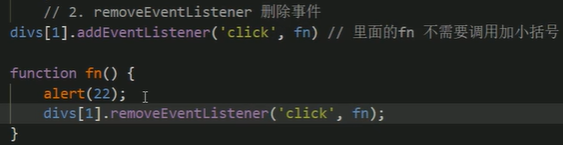 // 2. removeEventListener 删除事件
divs[1].addEventListener('click', fn) // 里面的fn 不需要调用加小括号
function fn() {
alert(22);
divs[1].removeEventListener('click', fn);
}